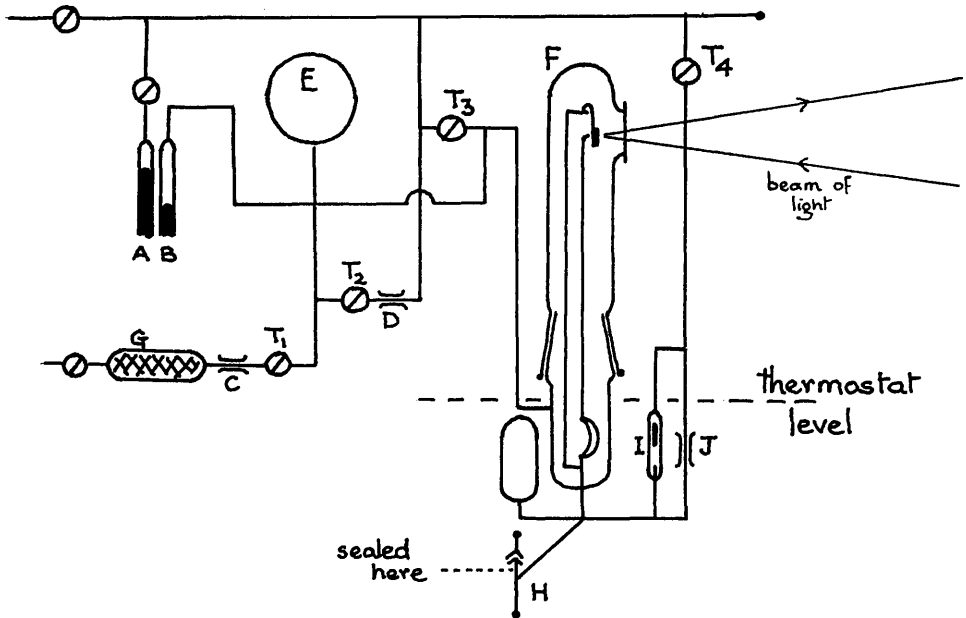 E
F
T4
T3
A
B
beam of
light
T2
D
G
T1
C
thermostat
level
I
J
sealed
here
H